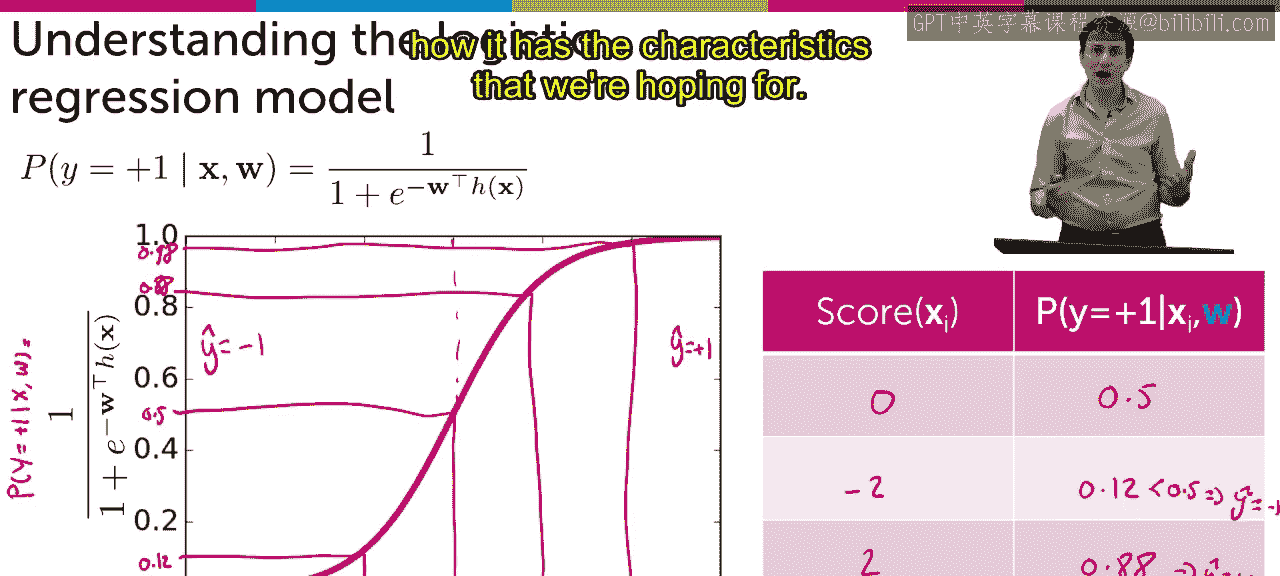 GPT中英字幕课程资源@bilibili.com
Understanding the logistic
regression model
how it has the characteristics
that we're hoping for.
P(y = +1 | x, w) = 1 / (1 + e^{-w^⊤ h(x)})
1.0
0.98
0.88
0.8
ŷ=-1
ŷ=+1
0.6
0.5
0.4
0.2
0.12
P(y=+1|x,w)=
1 / (1 + e^{-w^⊤ h(x)})
Score(x_i) P(y=+1|x_i,w)
0 0.5
-2 0.12 < 0.5 => ŷ=-1
2 0.88 =>